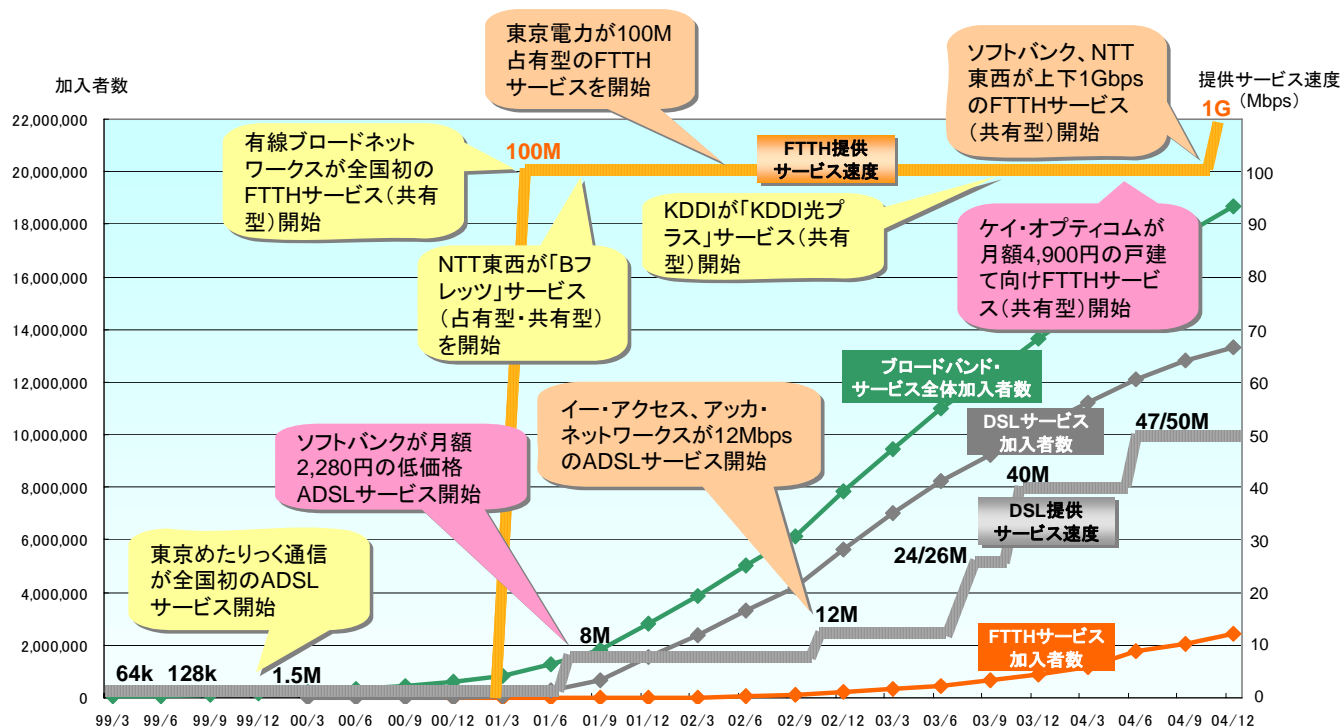 加入者数
提供サービス速度
(Mbps)
22,000,000
20,000,000
18,000,000
16,000,000
14,000,000
12,000,000
10,000,000
8,000,000
6,000,000
4,000,000
2,000,000
0
100
90
80
70
60
50
40
30
20
10
0
東京電力が100M
占有型のFTTH
サービスを開始
ソフトバンク、NTT
東西が上下1Gbps
のFTTHサービス
(共有型)開始
1G
有線ブロードネット
ワークスが全国初の
FTTHサービス(共有
型)開始
100M
FTTH提供
サービス速度
KDDIが「KDDI光プ
ラス」サービス(共有
型)開始
ケイ・オプティコムが
月額4,900円の戸建
て向けFTTHサービ
ス(共有型)開始
NTT東西が「Bフ
レッツ」サービス
(占有型・共有型)
を開始
ブロードバンド・
サービス全体加入者数
イー・アクセス、アッカ・
ネットワークスが12Mbps
のADSLサービス開始
DSLサービス
加入者数
47/50M
ソフトバンクが月額
2,280円の低価格
ADSLサービス開始
40M
DSL提供
サービス速度
24/26M
東京めたりっく通信
が全国初のADSL
サービス開始
12M
8M
FTTHサービス
加入者数
64k
128k
1.5M
99/3
99/6
99/9
99/12
00/3
00/6
00/9
00/12
01/3
01/6
01/9
01/12
02/3
02/6
02/9
02/12
03/3
03/6
03/9
03/12
04/3
04/6
04/9
04/12